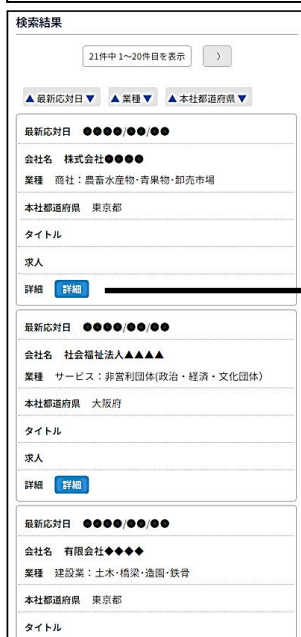 検索結果
21件中 1～20件目を表示 〉
▲最新応対日▼ ▲業種▼ ▲本社都道府県▼
最新応対日 ●●●●/●●/●●
会社名 株式会社●●●●
業種 商社：農畜水産物･青果物･卸売市場
本社都道府県 東京都
タイトル
求人
詳細 詳細
最新応対日 ●●●●/●●/●●
会社名 社会福祉法人▲▲▲▲
業種 サービス：非営利団体(政治・経済・文化団体）
本社都道府県 大阪府
タイトル
求人
詳細 詳細
最新応対日 ●●●●/●●/●●
会社名 有限会社◆◆◆◆
業種 建設業：土木･橋梁･造園･鉄骨
本社都道府県 東京都
タイトル